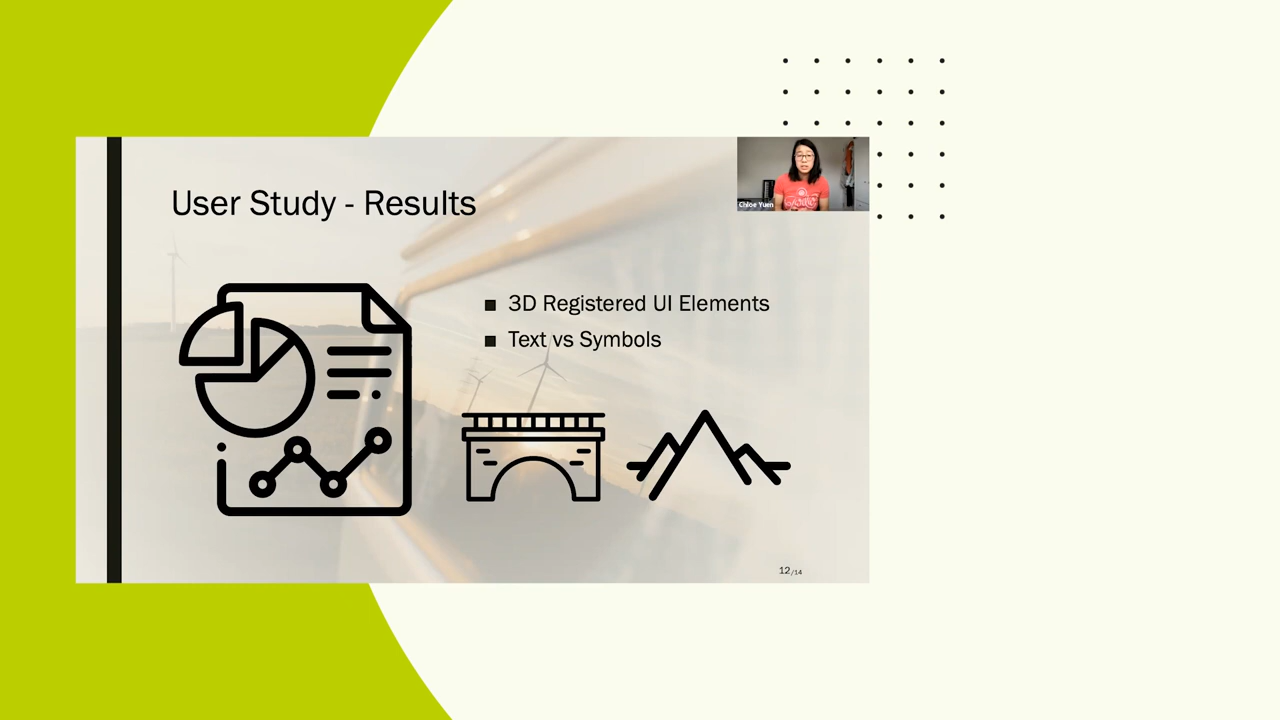 User Study - Results
Chloe Yuen
3D Registered UI Elements
Text vs Symbols
12/14